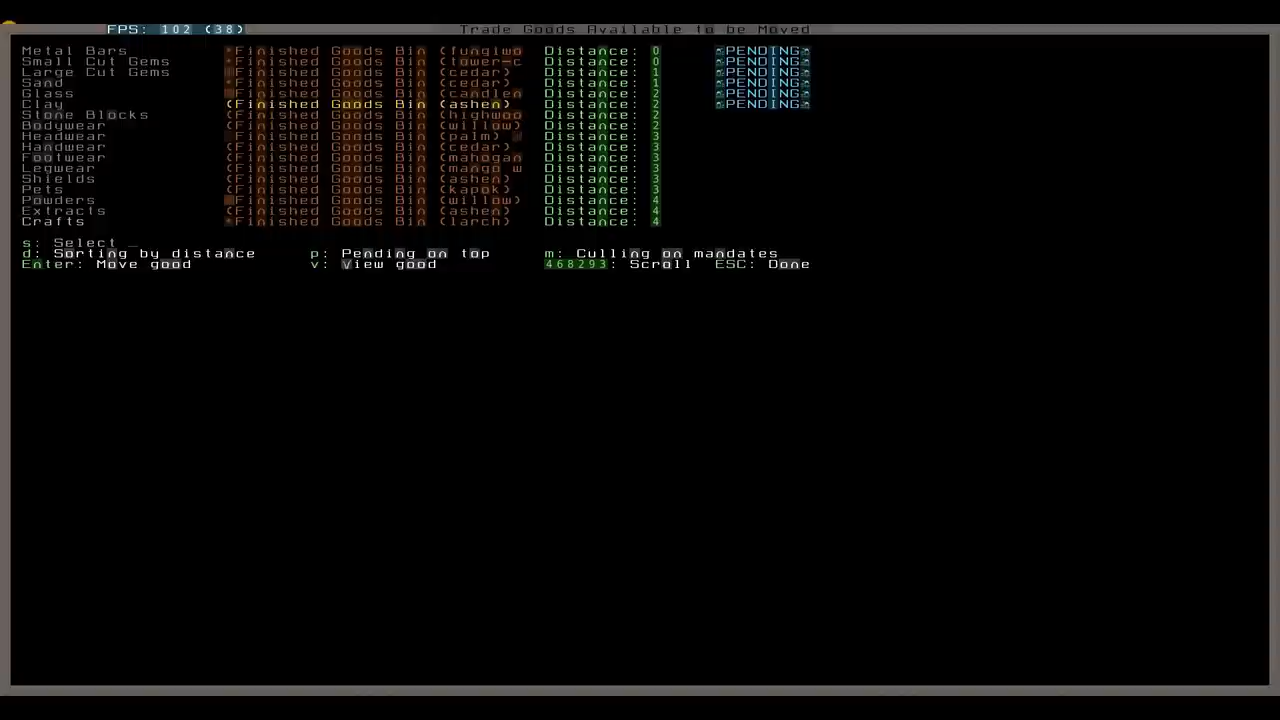 FPS: 102 (38) Trade Goods Available to be Moved
Metal Bars Finished Goods Bin (fungiwo Distance: 0 PENDING
Small Cut Gems Finished Goods Bin (tower-c Distance: 0 PENDING
Large Cut Gems Finished Goods Bin (cedar) Distance: 1 PENDING
Sand Finished Goods Bin (cedar) Distance: 1 PENDING
Glass Finished Goods Bin (candlen Distance: 2 PENDING
Clay (Finished Goods Bin (ashen) Distance: 2 PENDING
Stone Blocks (Finished Goods Bin (highwoo Distance: 2
Bodywear (Finished Goods Bin (willow) Distance: 2
Headwear Finished Goods Bin (palm) Distance: 3
Handwear (Finished Goods Bin (cedar) Distance: 3
Footwear (Finished Goods Bin (mahogan Distance: 3
Legwear (Finished Goods Bin (mango w Distance: 3
Shields (Finished Goods Bin (ashen) Distance: 3
Pets (Finished Goods Bin (kapok) Distance: 3
Powders Finished Goods Bin (willow) Distance: 4
Extracts (Finished Goods Bin (ashen) Distance: 4
Crafts Finished Goods Bin (larch) Distance: 4
s: Select _
d: Sorting by distance p: Pending on top m: Culling on mandates
Enter: Move good v: View good 468293: Scroll ESC: Done